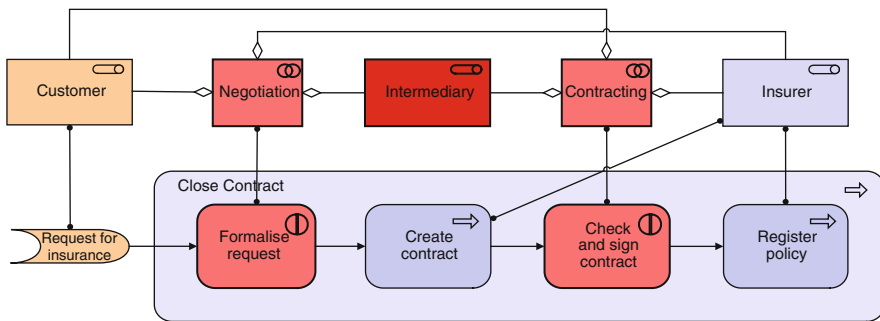 Customer
Negotiation
Intermediary
Contracting
Insurer
Close Contract
Request for
insurance
Formalise
request
Create
contract
Check
and sign
contract
Register
policy